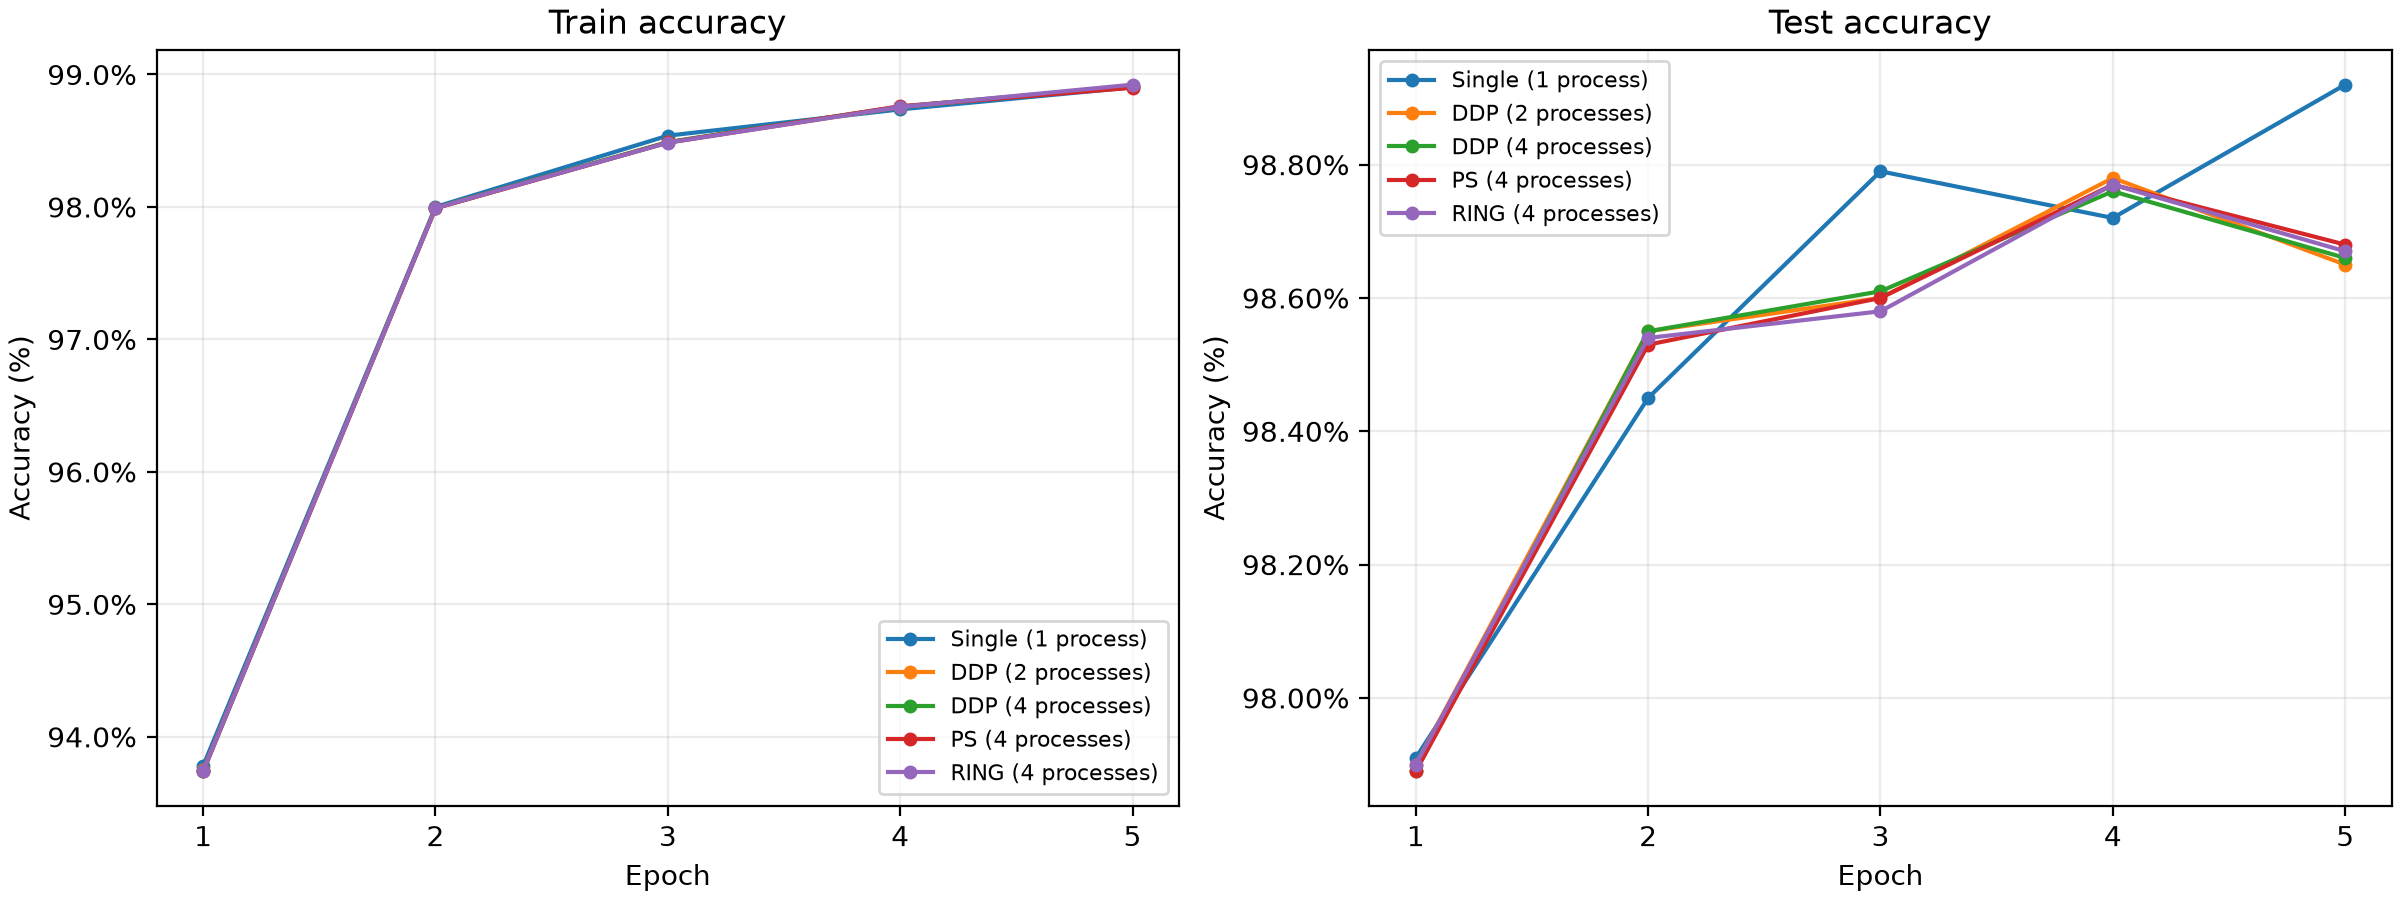 Train accuracy
99.0%
98.0%
97.0%
96.0%
95.0%
94.0%
Accuracy (%)
Single (1 process)
DDP (2 processes)
DDP (4 processes)
PS (4 processes)
RING (4 processes)
1 2 3 4 5
Epoch
Test accuracy
Single (1 process)
DDP (2 processes)
DDP (4 processes)
PS (4 processes)
RING (4 processes)
98.80%
98.60%
98.40%
98.20%
98.00%
Accuracy (%)
1 2 3 4 5
Epoch